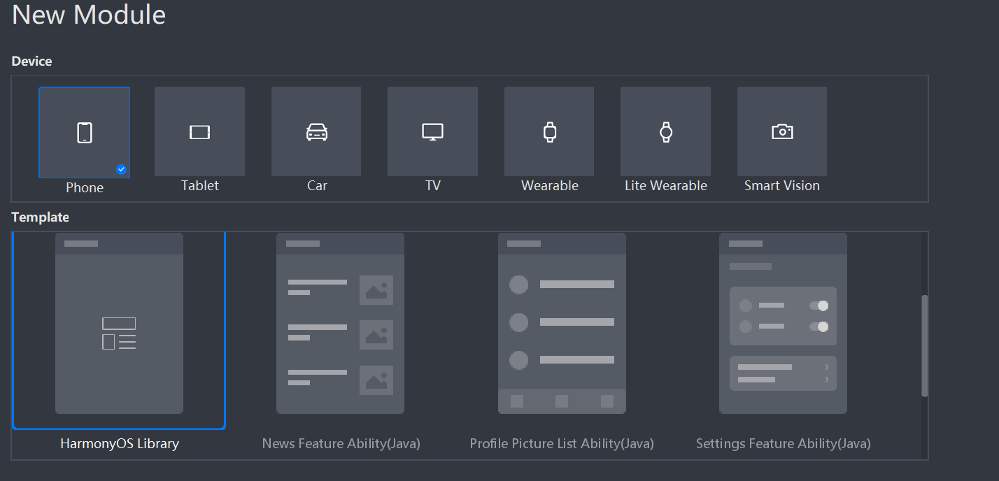 New Module
Device
Phone
Tablet
Car
TV
Wearable
Lite Wearable
Smart Vision
Template
HarmonyOS Library
News Feature Ability(Java)
Profile Picture List Ability(Java)
Settings Feature Ability(Java)